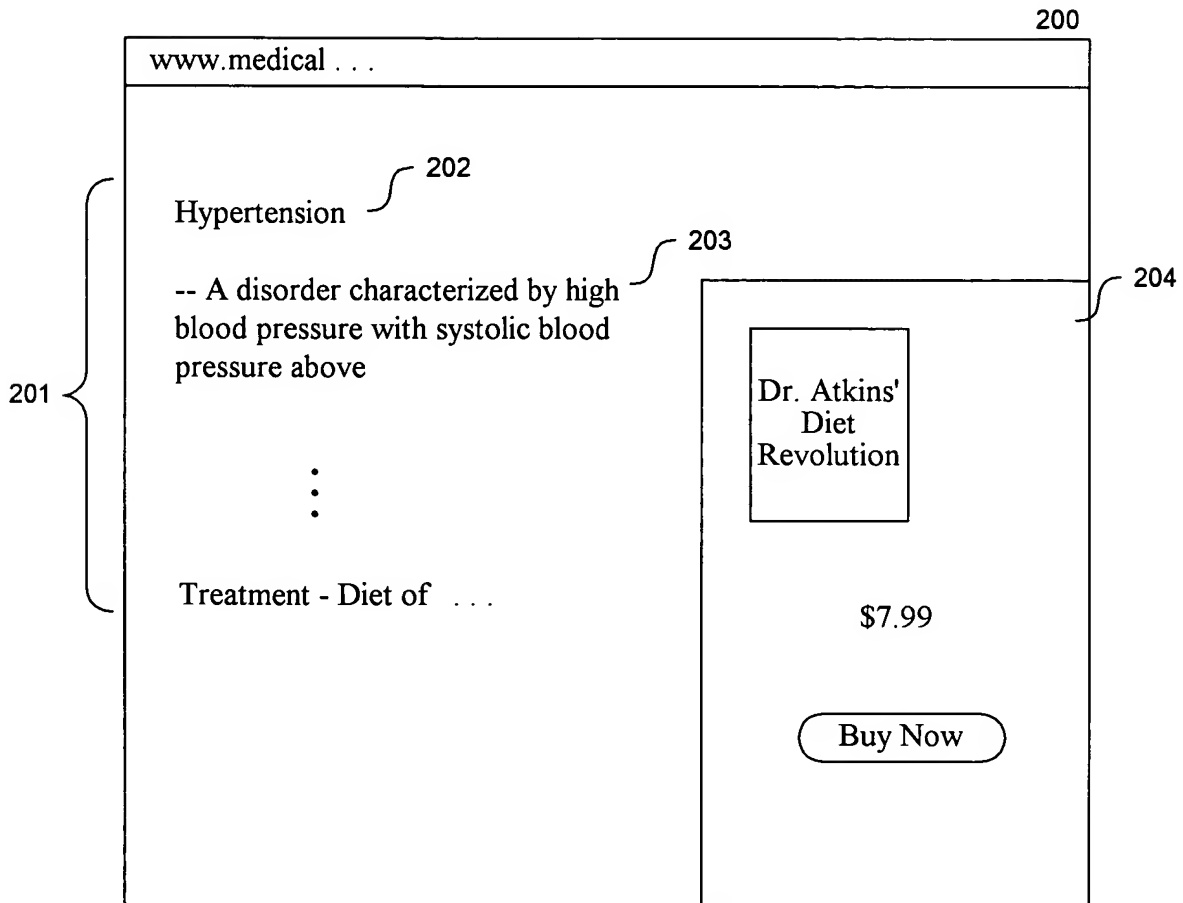 200
www.medical . . .
202
Hypertension
203
-- A disorder characterized by high
blood pressure with systolic blood
pressure above
204
201
Dr. Atkins'
Diet
Revolution
Treatment - Diet of . . .
$7.99
Buy Now